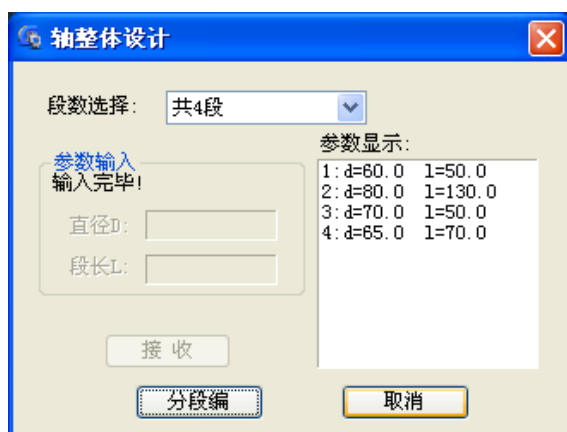 轴整体设计
段数选择: 共4段
参数显示:
参数输入
输入完毕!
直径D:
段长L:
1:d=60.0 l=50.0
2:d=80.0 l=130.0
3:d=70.0 l=50.0
4:d=65.0 l=70.0
接 收
分段编
取消